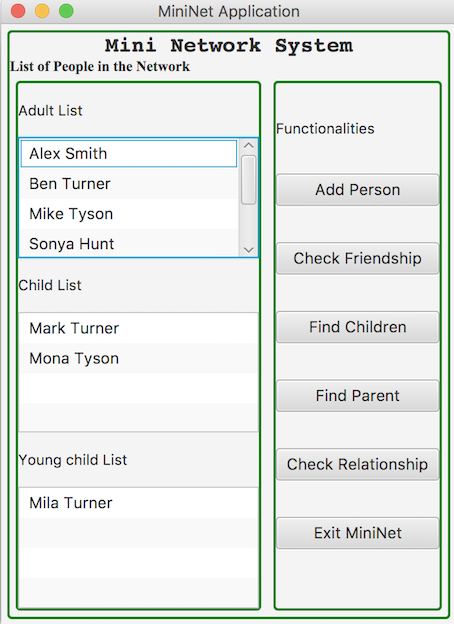 MiniNet Application
Mini Network System
List of People in the Network
Adult List
Alex Smith
Ben Turner
Mike Tyson
Sonya Hunt
Child List
Mark Turner
Mona Tyson
Young child List
Mila Turner
Functionalities
Add Person
Check Friendship
Find Children
Find Parent
Check Relationship
Exit MiniNet